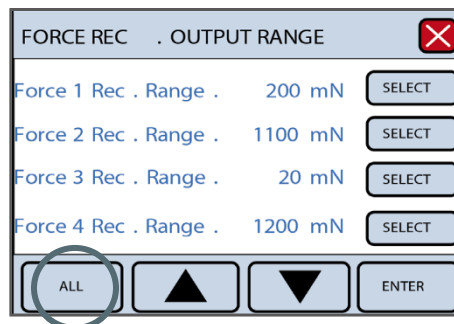 FORCE REC . OUTPUT RANGE
Force 1 Rec . Range . 200 mN SELECT
Force 2 Rec . Range . 1100 mN SELECT
Force 3 Rec . Range . 20 mN SELECT
Force 4 Rec . Range . 1200 mN SELECT
ALL ENTER